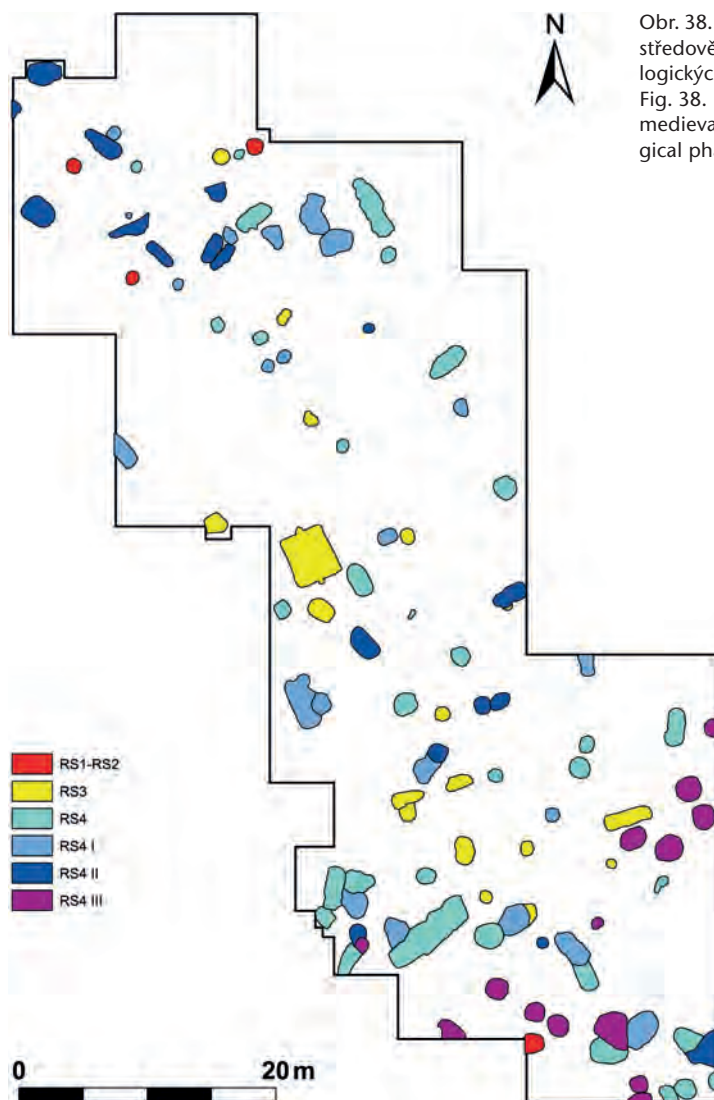 Obr. 38.
středově
logických
Fig. 38.
medieva
gical ph
N
RS1-RS2
RS3
RS4
RS4 I
RS4 II
RS4 III
0 20 m